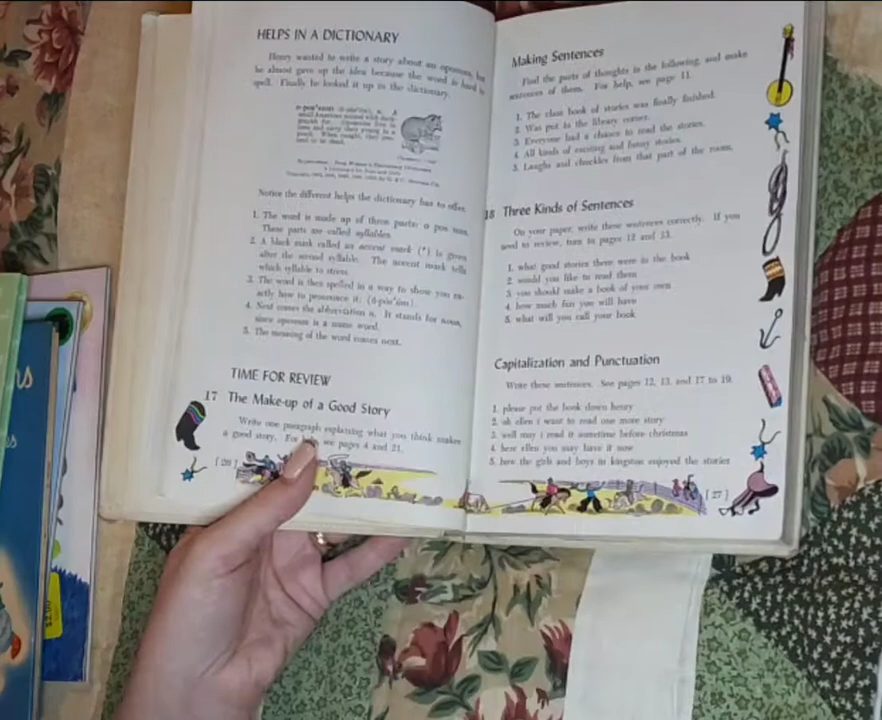 HELPS IN A DICTIONARY
Henry wanted to write a story about an opossum, but
he almost gave up the idea because the word is hard to
spell. Finally he looked it up in the dictionary.
Notice the different helps the dictionary has to offer.
1. The word is made up of three parts: o pos sum.
These parts are called syllables.
2. A black mark called an accent mark (′) is given
after the second syllable. The accent mark tells
which syllable to stress.
3. The word is then spelled in a way to show you ex-
actly how to pronounce it:
4. Next comes the abbreviation n. It stands for noun,
since opossum is a name word.
5. The meaning of the word comes next.
TIME FOR REVIEW
17 The Make-up of a Good Story
Write one paragraph explaining what you think makes
a good story. For help see pages 4 and 21.
[26]
Making Sentences
Find the parts of thoughts in the following, and make
sentences of them. For help, see page 11.
1. The class book of stories was finally finished.
2. Was put in the library corner.
3. Everyone had a chance to read the stories.
4. All kinds of exciting and funny stories.
5. Laughs and chuckles from that part of the room.
18 Three Kinds of Sentences
On your paper, write these sentences correctly. If you
need to review, turn to pages 12 and 13.
1. what good stories there were in the book
2. would you like to read them
3. you should make a book of your own
4. how much fun you will have
5. what will you call your book
Capitalization and Punctuation
Write these sentences. See pages 12, 13, and 17 to 19.
1. please put the book down henry
2. oh ellen i want to read one more story
3. well may i read it sometime before christmas
4. here ellen you may have it now
5. how the girls and boys in kingston enjoyed the stories
[27]